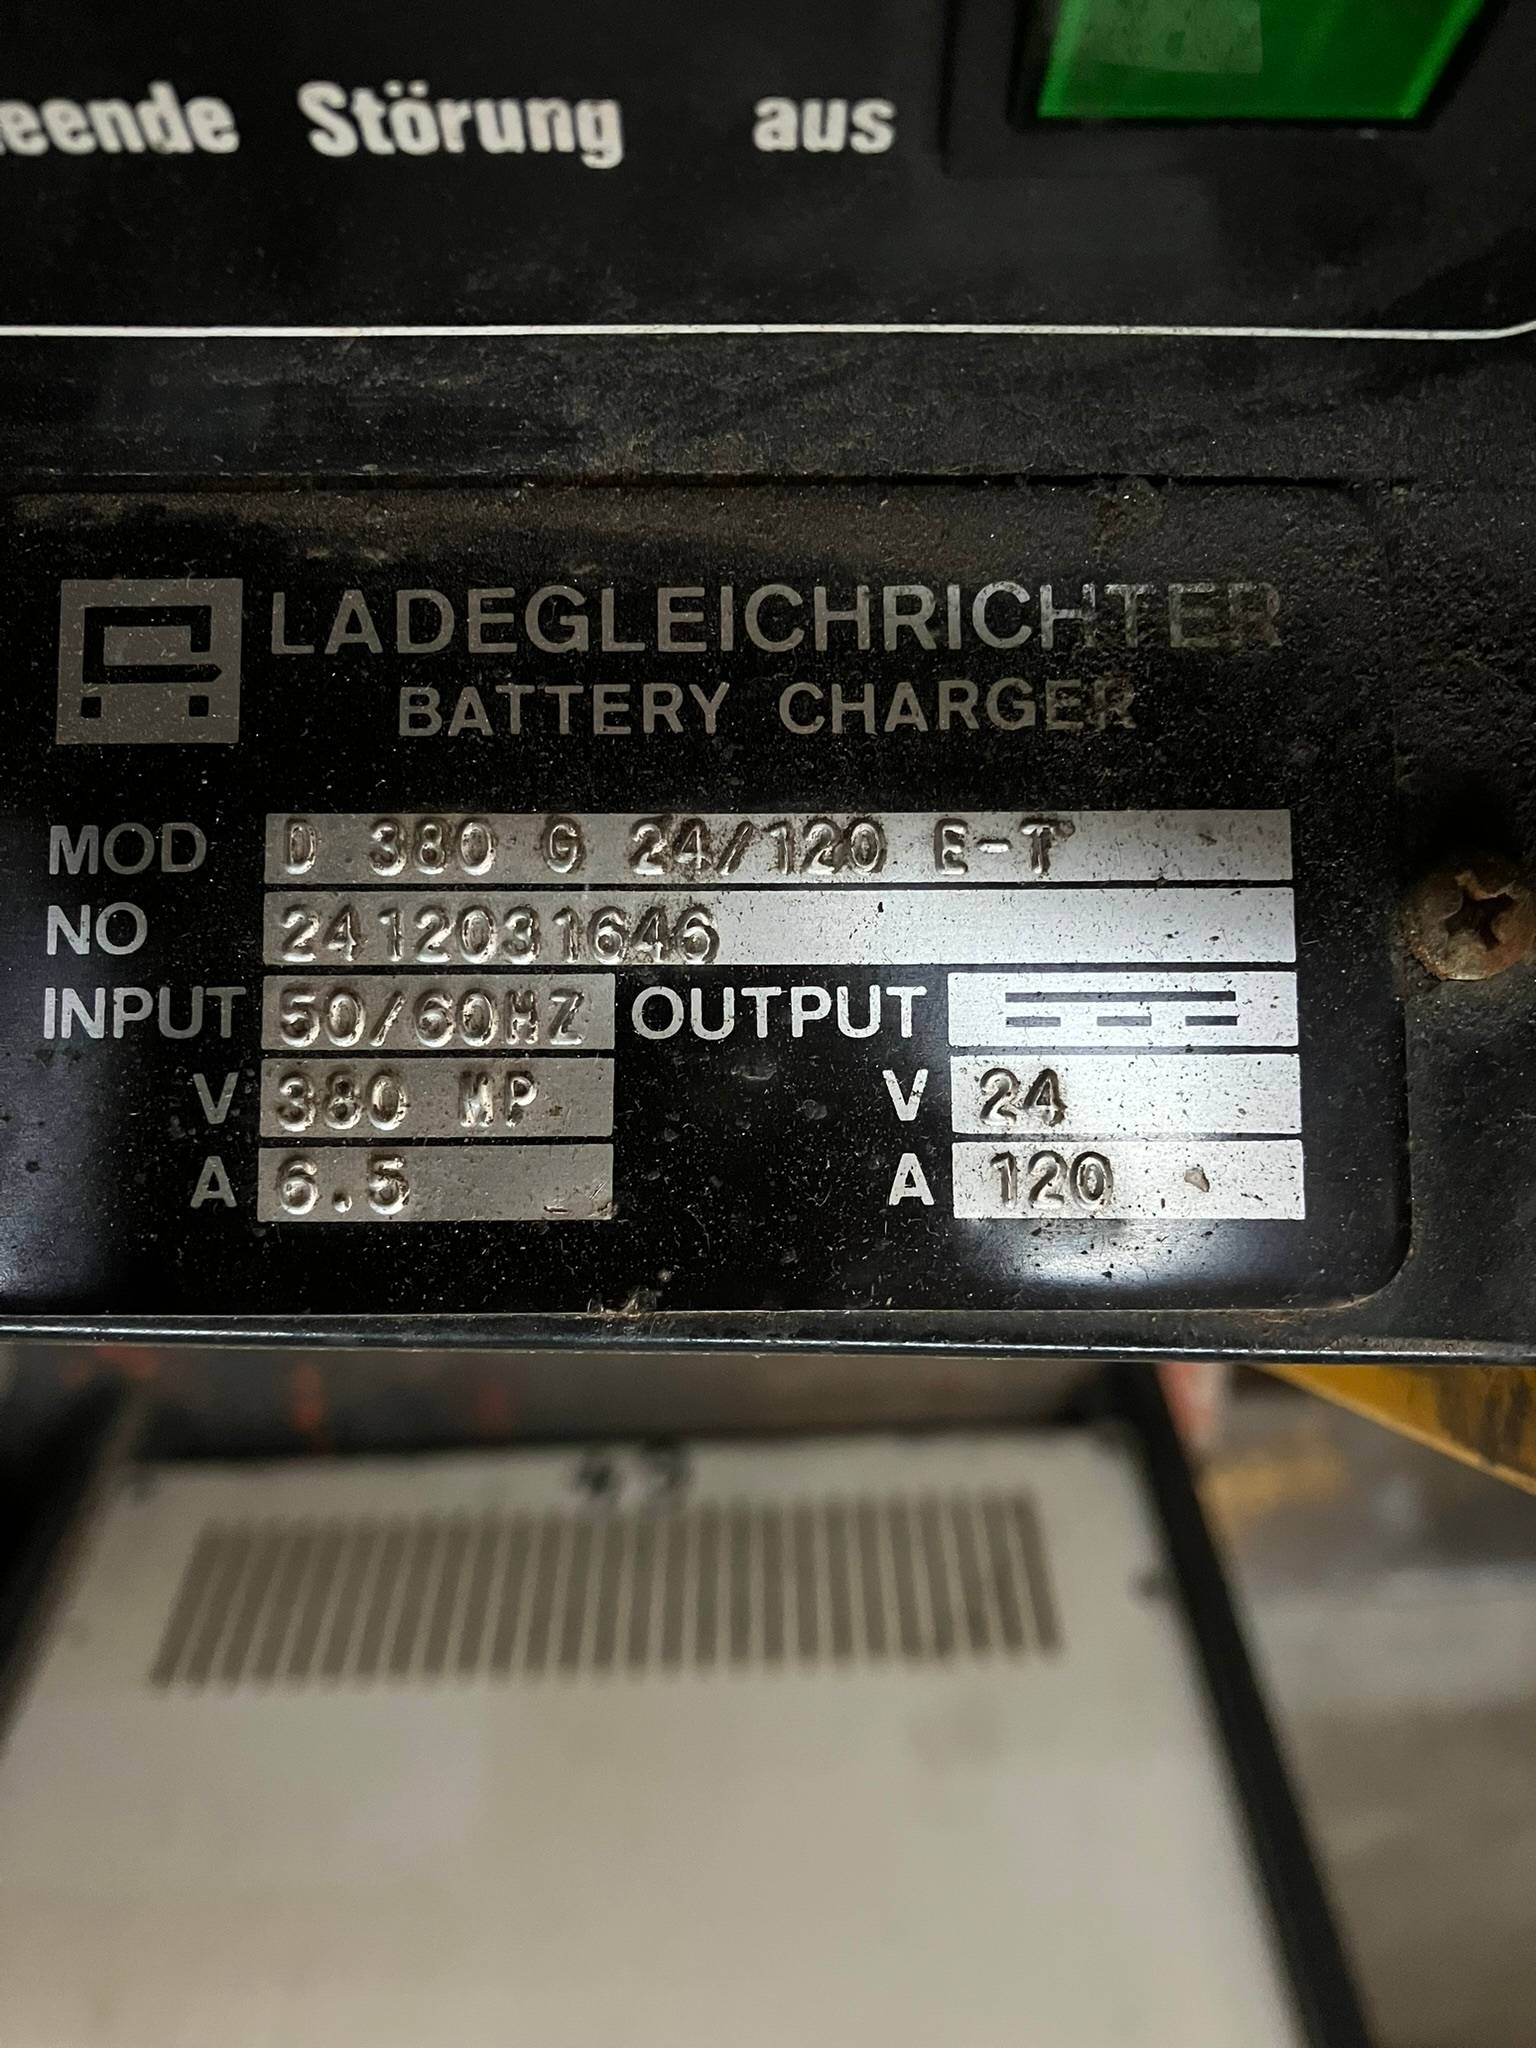 eende Störung aus
LADEGLEICHRICHTER
BATTERY CHARGER
MOD D 380 G 24/120 E-T
NO 2412031646
INPUT 50/60HZ OUTPUT
V 380 MP V 24
A 6.5 A 120